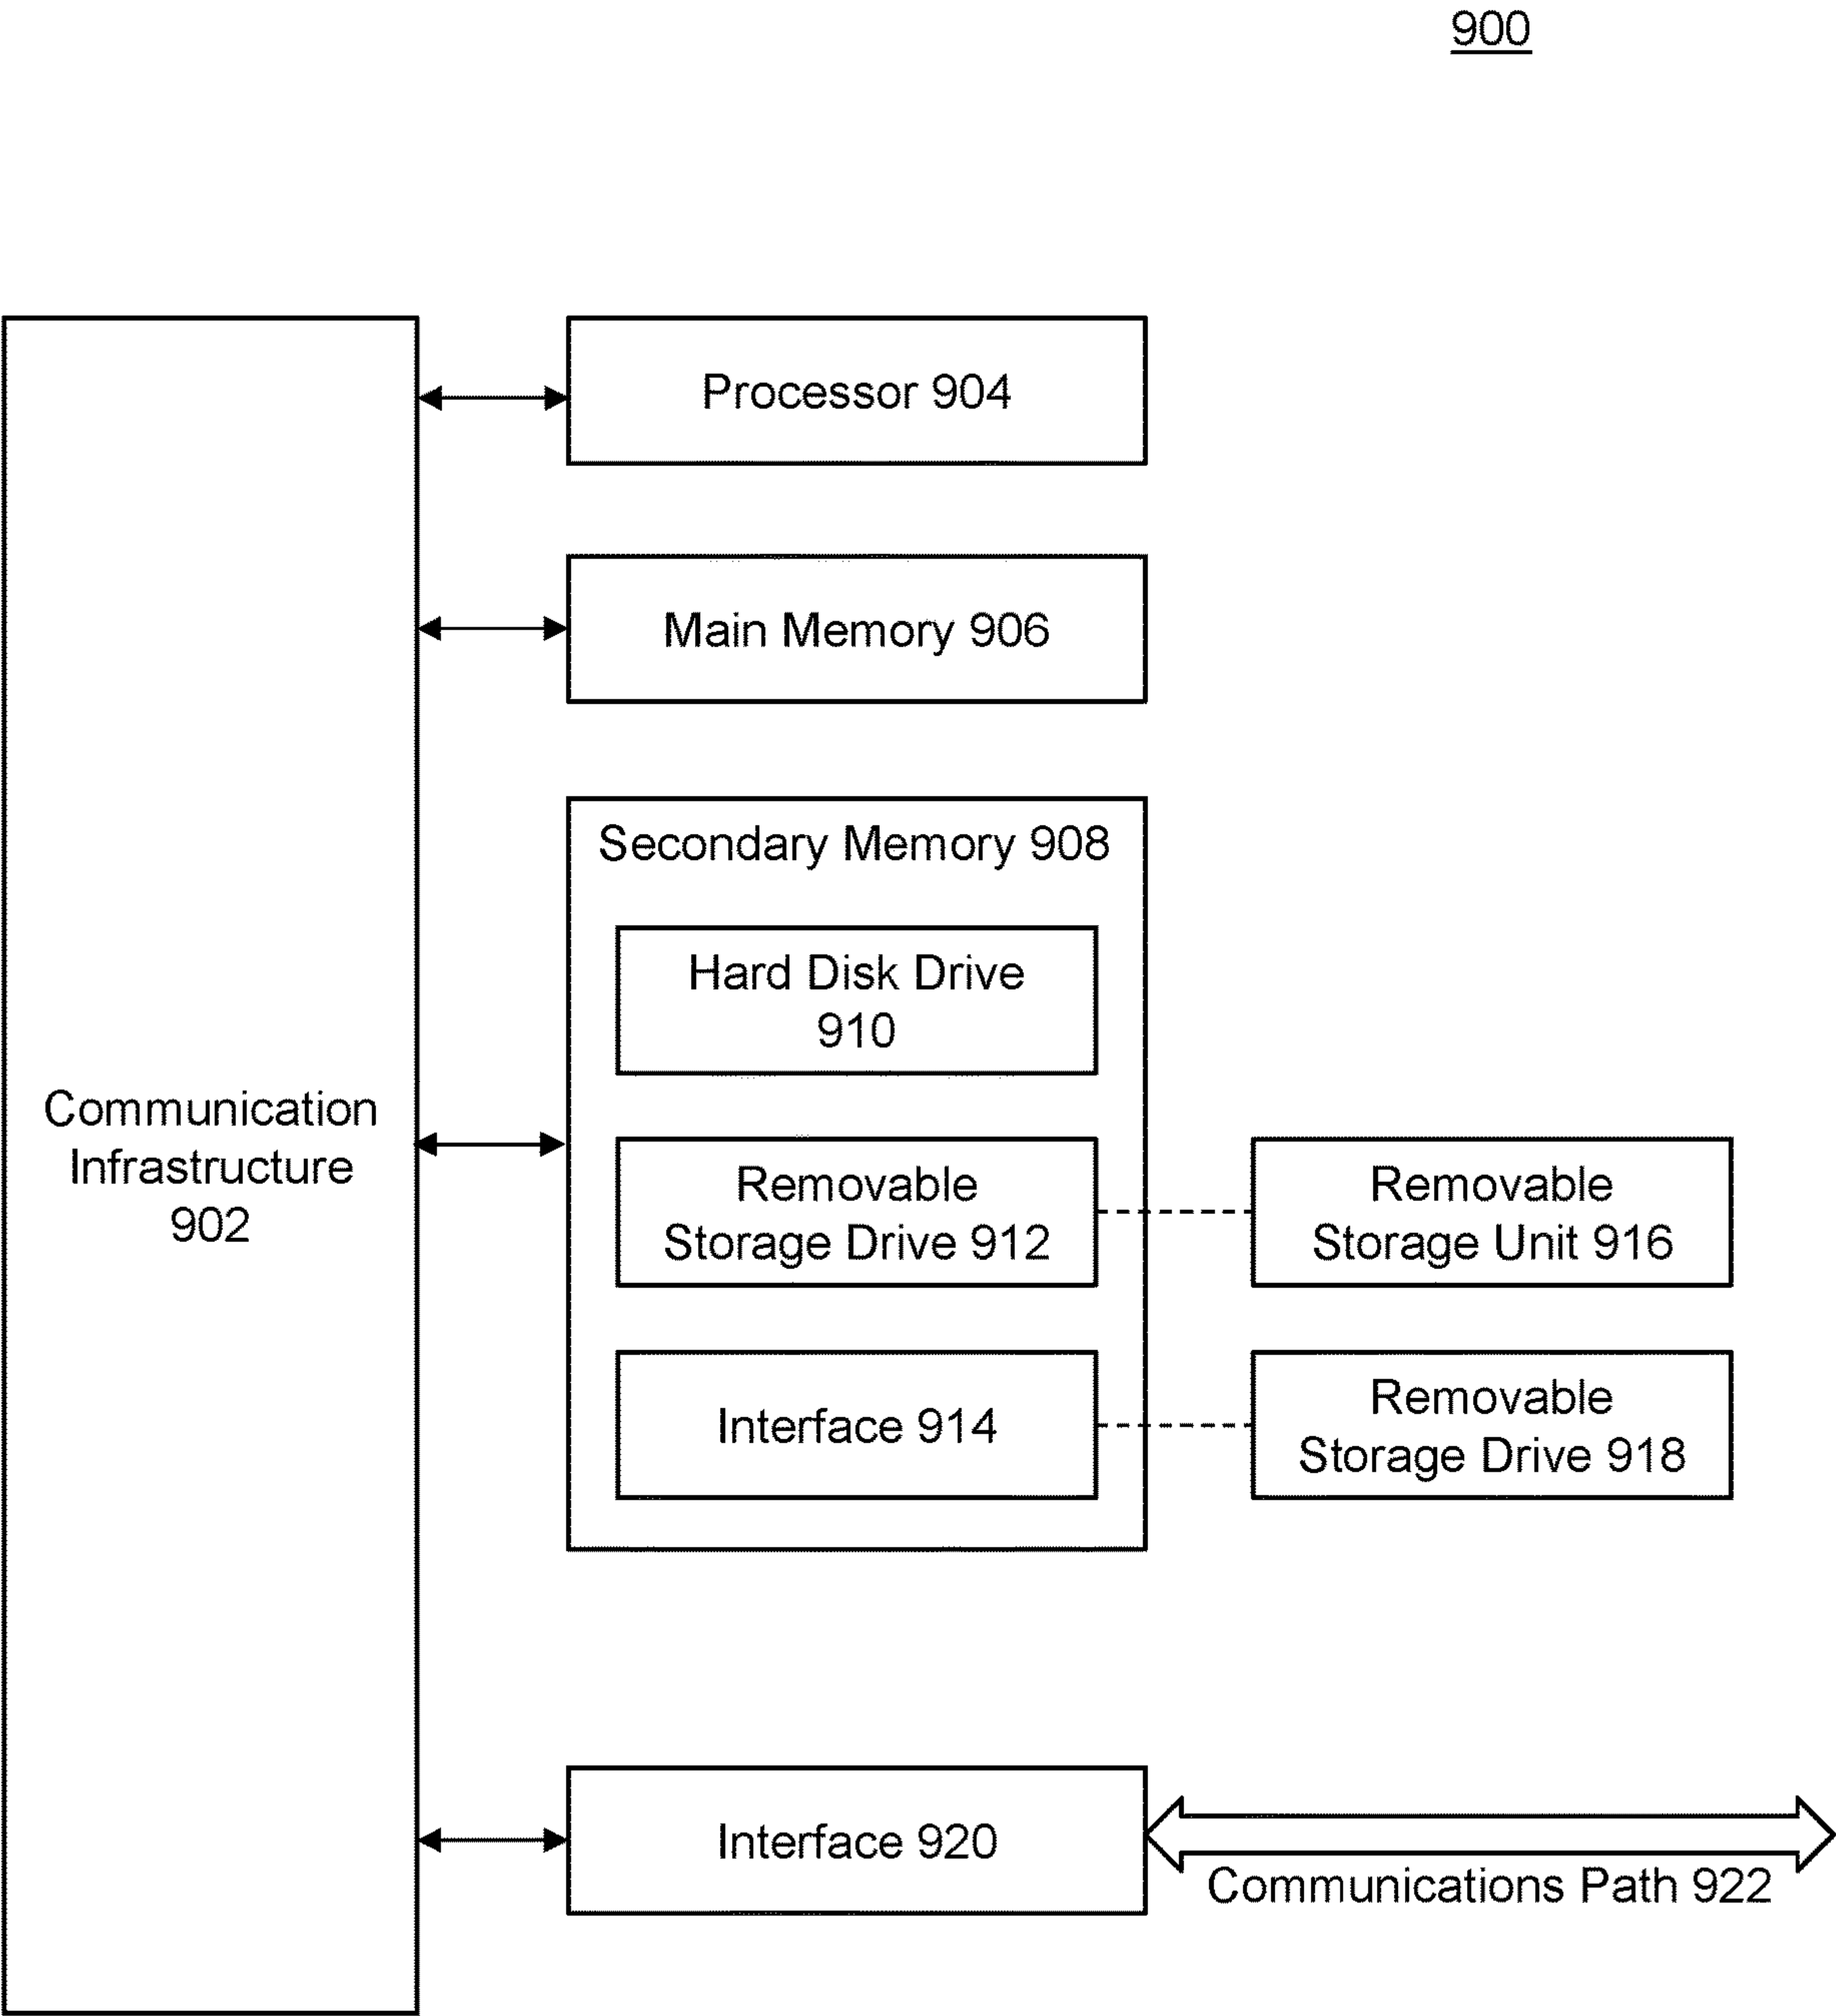 900
Processor 904
Main Memory 906
Secondary Memory 908
Hard Disk Drive
910
Communication
Infrastructure
902
Removable
Storage Drive 912
Removable
Storage Unit 916
Interface 914
Removable
Storage Drive 918
Interface 920
Communications Path 922